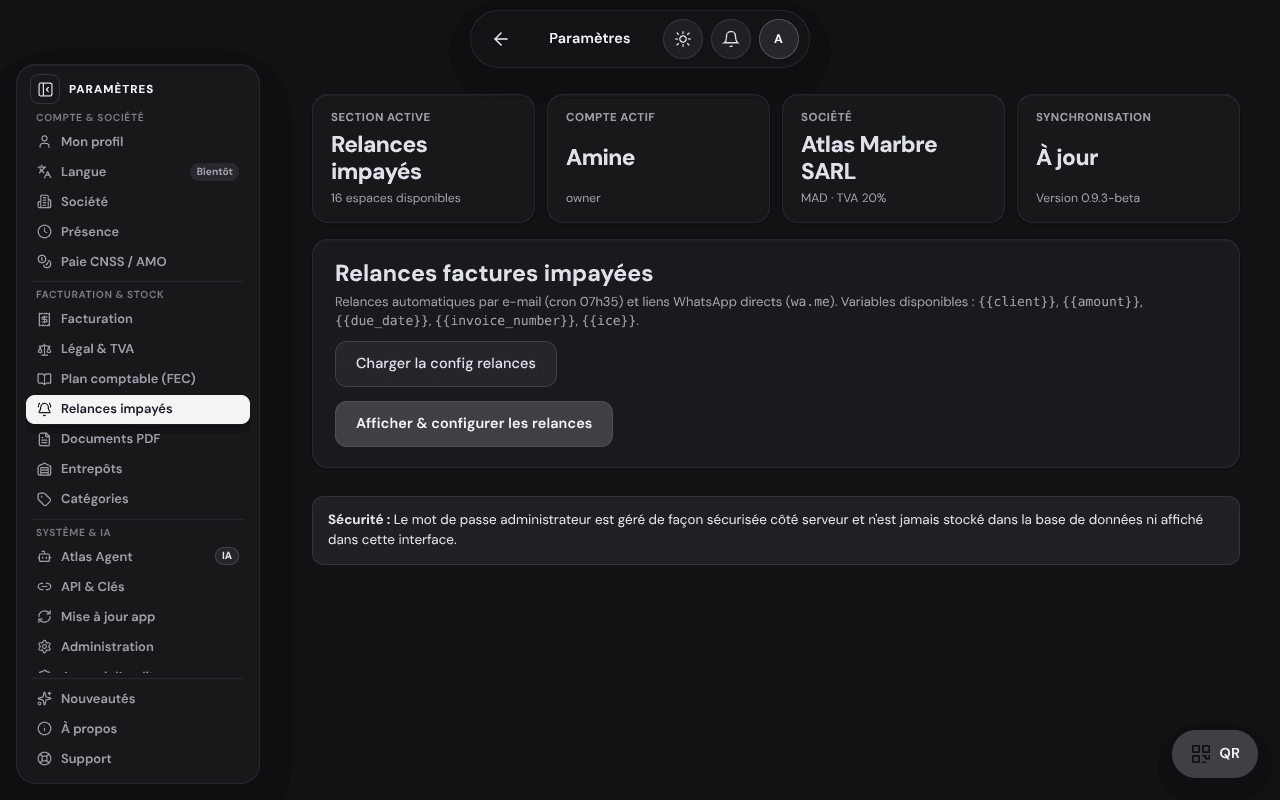 Paramètres
A
PARAMÈTRES
COMPTE & SOCIÉTÉ
Mon profil
Langue
Bientôt
Société
Présence
Paie CNSS / AMO
FACTURATION & STOCK
Facturation
Légal & TVA
Plan comptable (FEC)
Relances impayés
Documents PDF
Entrepôts
Catégories
SYSTÈME & IA
Atlas Agent
IA
API & Clés
Mise à jour app
Administration
Nouveautés
À propos
Support
SECTION ACTIVE
Relances
impayés
16 espaces disponibles
COMPTE ACTIF
Amine
owner
SOCIÉTÉ
Atlas Marbre
SARL
MAD · TVA 20%
SYNCHRONISATION
À jour
Version 0.9.3-beta
Relances factures impayées
Relances automatiques par e-mail (cron 07h35) et liens WhatsApp directs (wa.me). Variables disponibles : {{client}}, {{amount}},
{{due_date}}, {{invoice_number}}, {{ice}}.
Charger la config relances
Afficher & configurer les relances
Sécurité : Le mot de passe administrateur est géré de façon sécurisée côté serveur et n'est jamais stocké dans la base de données ni affiché
dans cette interface.
QR